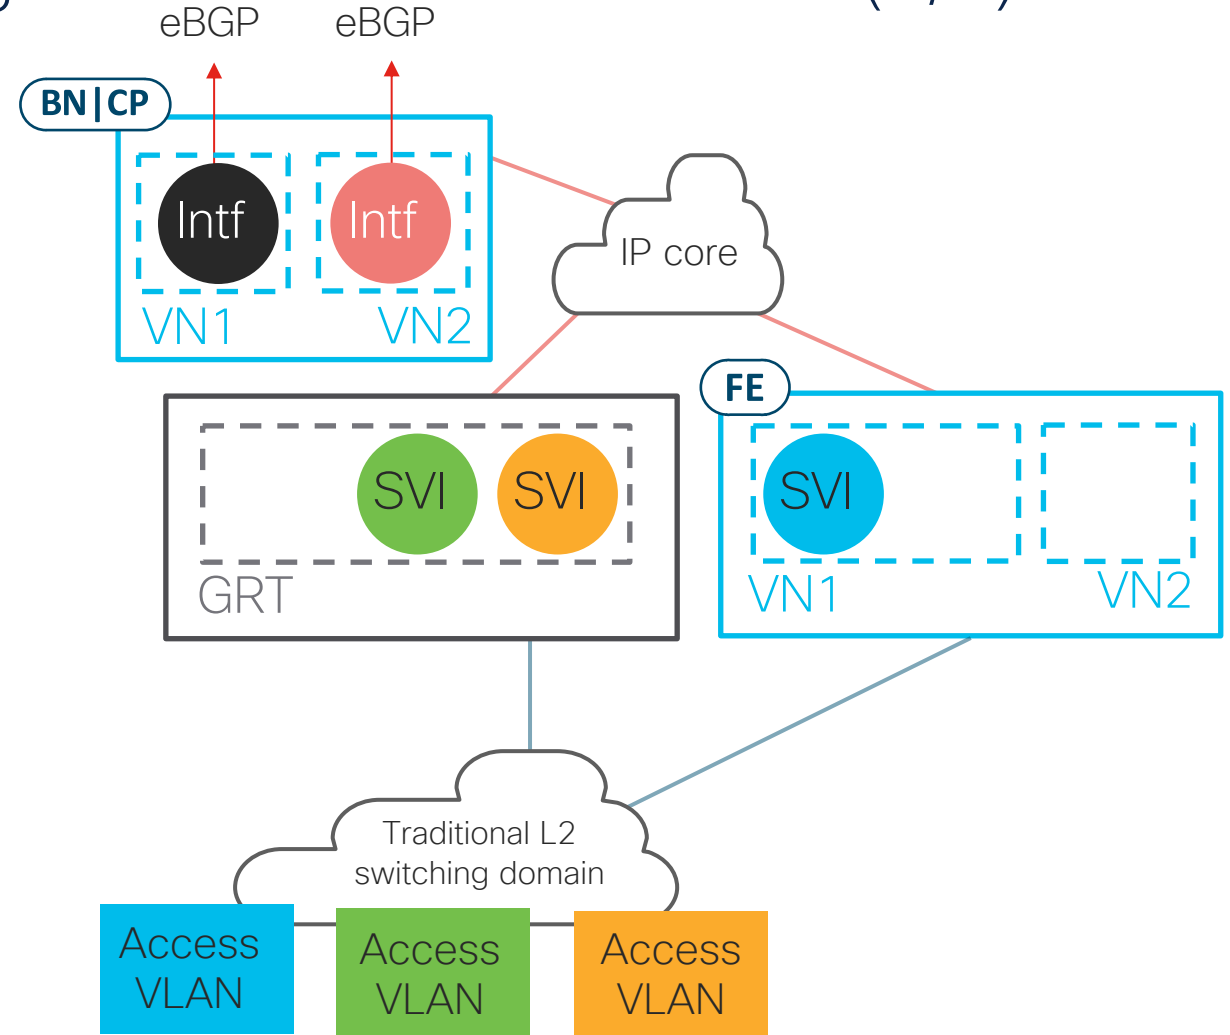 eBGP
eBGP
BN|CP
Intf
Intf
VN1
VN2
IP core
FE
SVI
SVI
SVI
GRT
VN1
VN2
Traditional L2
switching domain
Access
VLAN
Access
VLAN
Access
VLAN